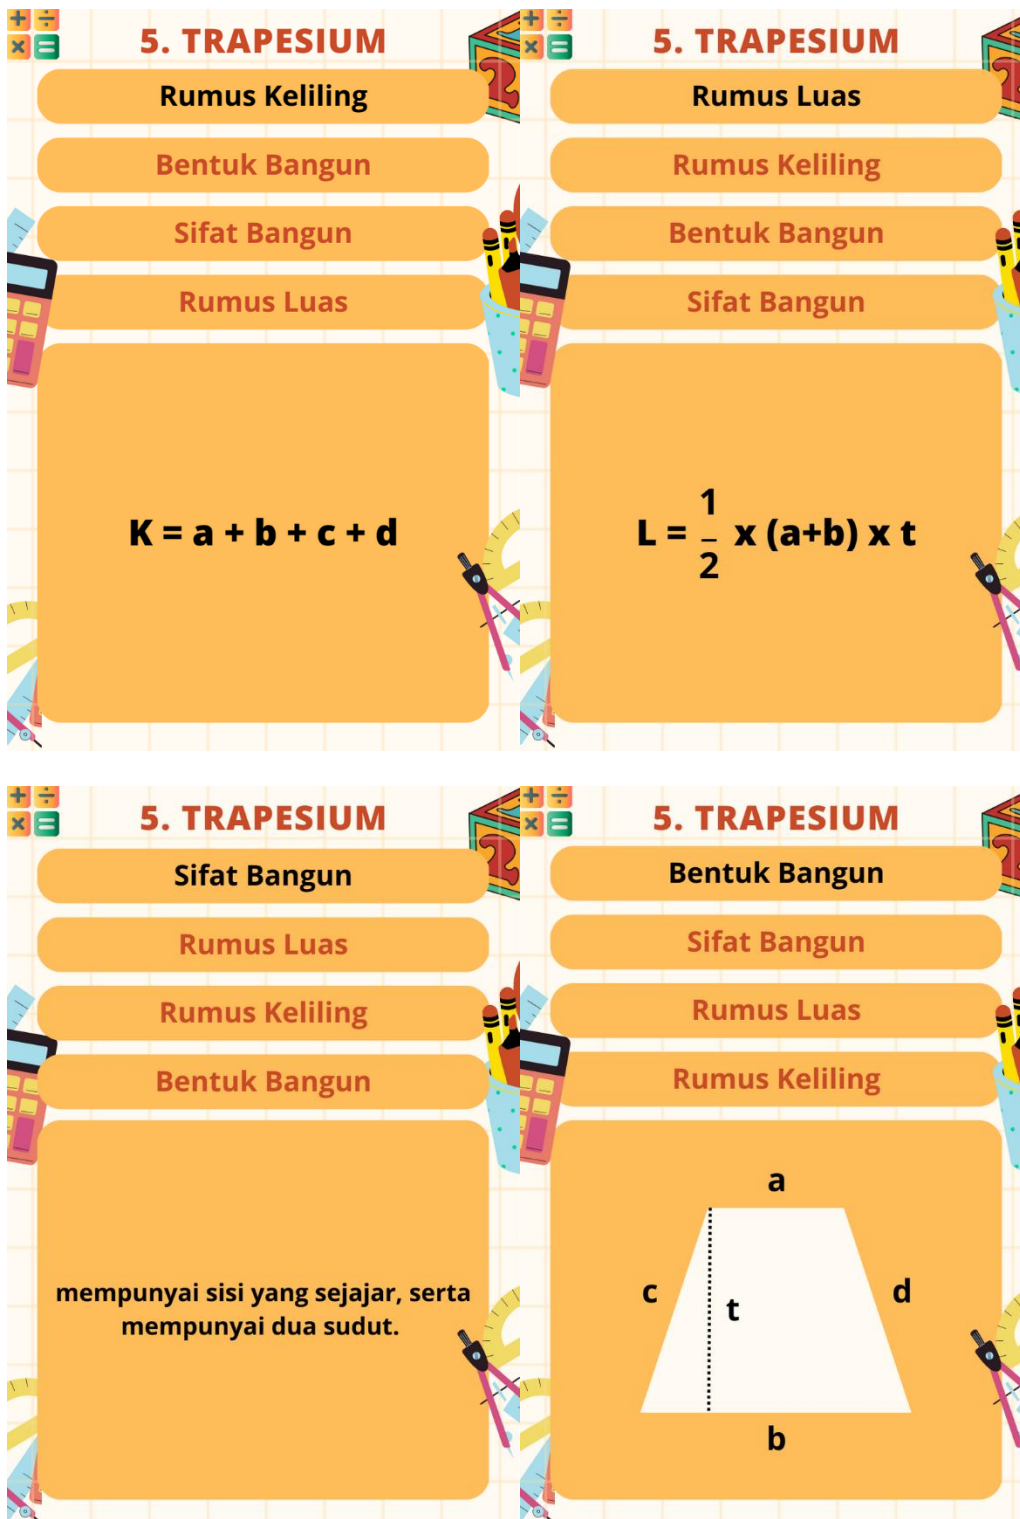 5. TRAPESIUM
Rumus Keliling
Bentuk Bangun
Sifat Bangun
Rumus Luas
K = a + b + c + d
5. TRAPESIUM
Rumus Luas
Rumus Keliling
Bentuk Bangun
Sifat Bangun
L = 1/2 x (a+b) x t
5. TRAPESIUM
Sifat Bangun
Rumus Luas
Rumus Keliling
Bentuk Bangun
mempunyai sisi yang sejajar, serta
mempunyai dua sudut.
5. TRAPESIUM
Bentuk Bangun
Sifat Bangun
Rumus Luas
Rumus Keliling
a
c
t
d
b